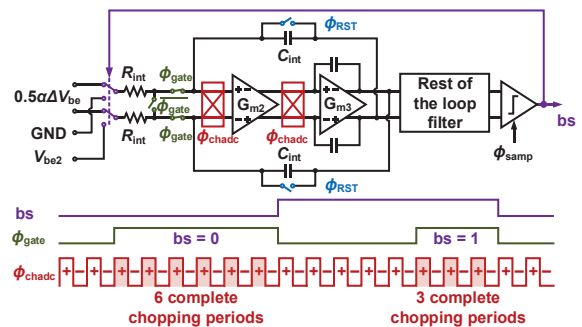 ϕRST
Cint
Rint
ϕgate
ϕgate
ϕgate
0.5αΔVbe
GND
Vbe2
Rint
ϕchadc
Gm2
ϕchadc
Gm3
Cint
ϕRST
Rest of
the loop
filter
ϕsamp
bs
bs
ϕgate
bs = 0
bs = 1
ϕchadc
+ − + − + − + − + − + − + − + − + − + − + − + − + − + − + − + − + −
6 complete
chopping periods
3 complete
chopping periods